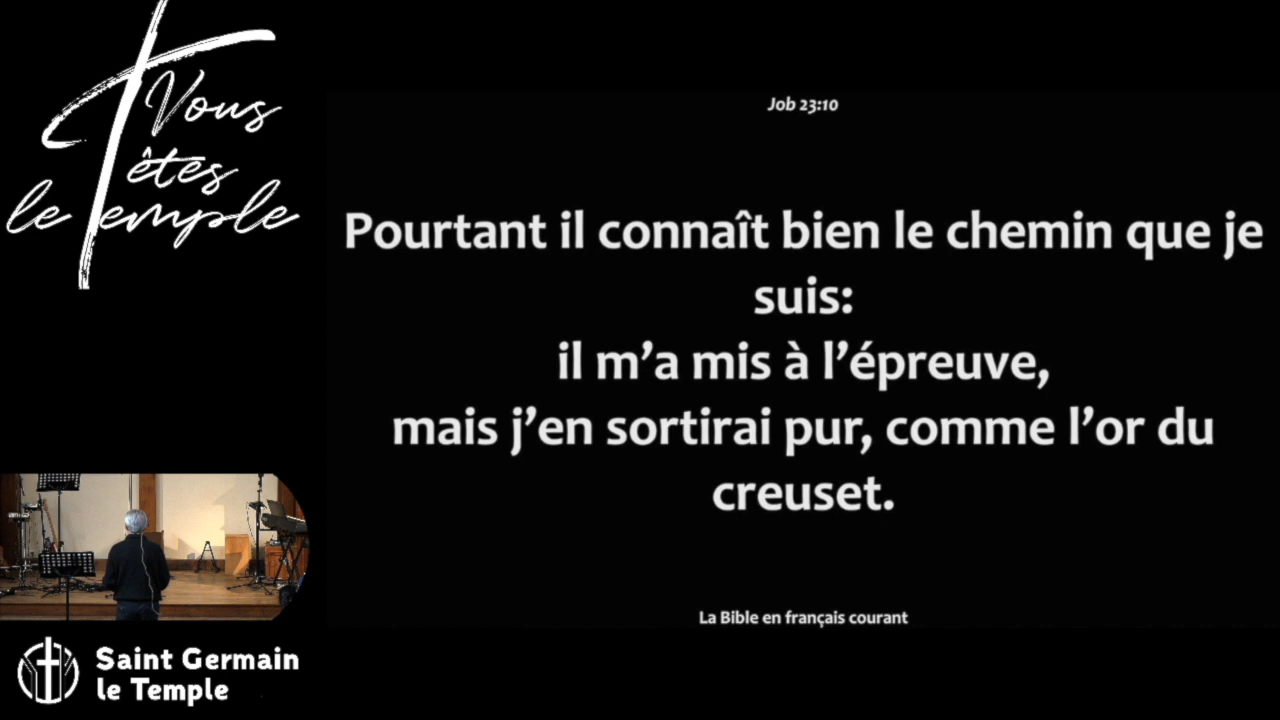 Vous
êtes
le Temple
Job 23:10
Pourtant il connaît bien le chemin que je
suis:
il m’a mis à l’épreuve,
mais j’en sortirai pur, comme l’or du
creuset.
La Bible en français courant
Saint Germain
le Temple